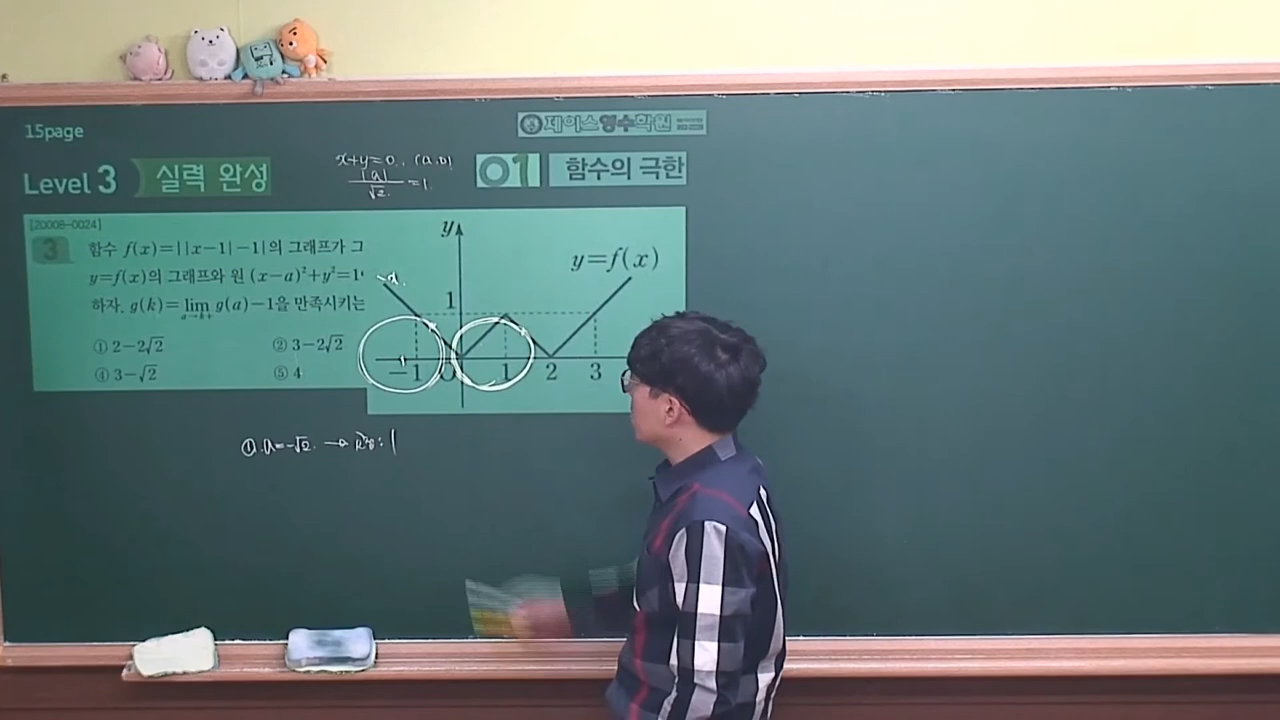 15page
제이스영수학원
Level 3 실력 완성
x+y=0, (a,0)
|a|/√2 = 1
01 함수의 극한
[20008-0024]
3 함수 f(x)=||x-1|-1|의 그래프가 그
y=f(x)의 그래프와 원 (x-a)²+y²=1
하자. g(k)=lim g(a)-1을 만족시키는
a→k+
① 2-2√2 ② 3-2√2
④ 3-√2 ⑤ 4
y
y=f(x)
1
-1 O 1 2 3
① a=-√2